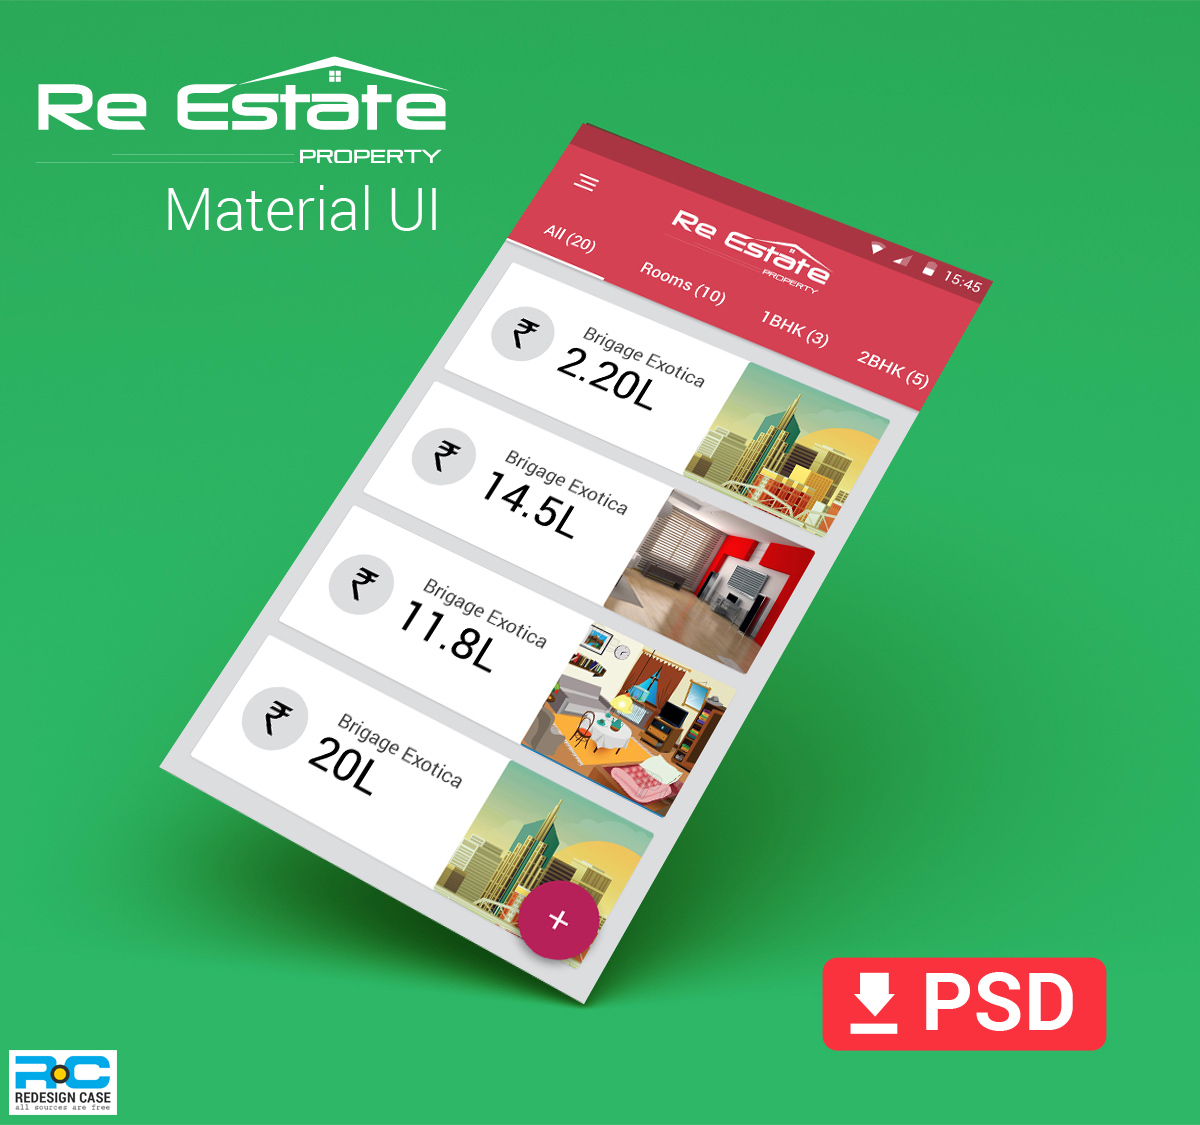 Re Estate
PROPERTY
Material UI
15:45
Re Estate
PROPERTY
All (20)
Rooms (10)
1BHK (3)
2BHK (5)
₹
Brigage Exotica
2.20L
₹
Brigage Exotica
14.5L
₹
Brigage Exotica
11.8L
₹
Brigage Exotica
20L
+
PSD
RC
REDESIGN CASE
all sources are free